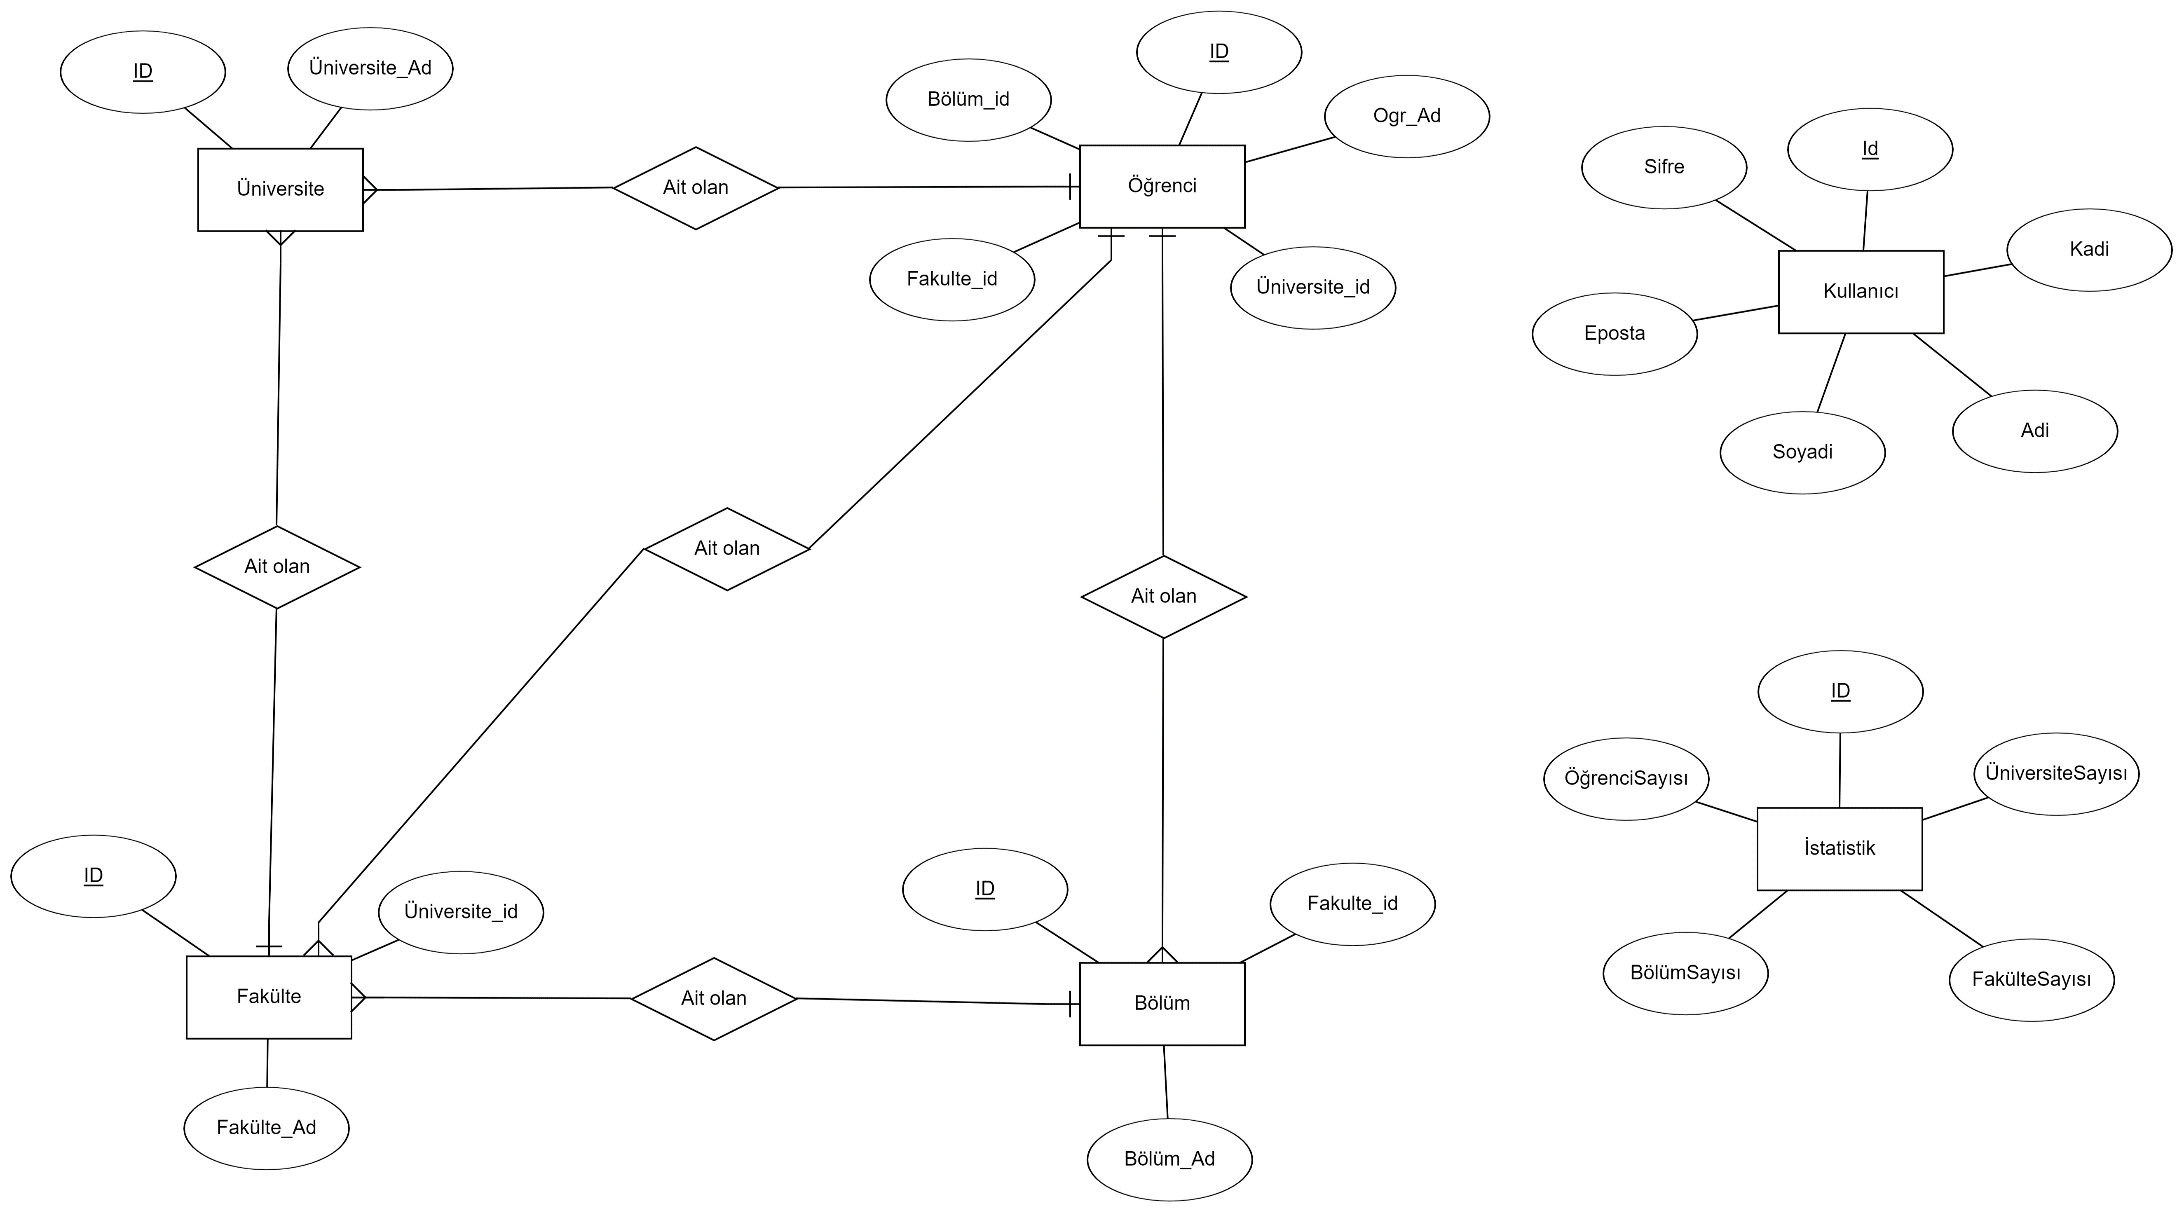 ID
Üniversite_Ad
Üniversite
Ait olan
Bölüm_id
ID
Ogr_Ad
Öğrenci
Fakulte_id
Üniversite_id
Sifre
Id
Kadi
Kullanıcı
Eposta
Soyadi
Adi
Ait olan
Ait olan
Ait olan
ID
Üniversite_id
Fakülte
Fakülte_Ad
Ait olan
ID
Fakulte_id
Bölüm
Bölüm_Ad
ID
ÖğrenciSayısı
ÜniversiteSayısı
İstatistik
BölümSayısı
FakülteSayısı